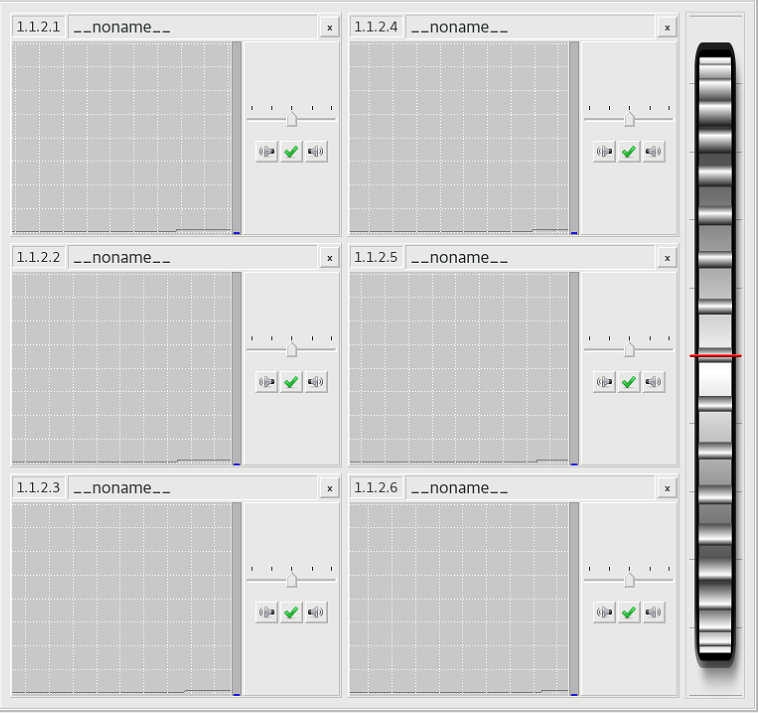 1.1.2.1 __noname__ x
1.1.2.4 __noname__ x
1.1.2.2 __noname__ x
1.1.2.5 __noname__ x
1.1.2.3 __noname__ x
1.1.2.6 __noname__ x